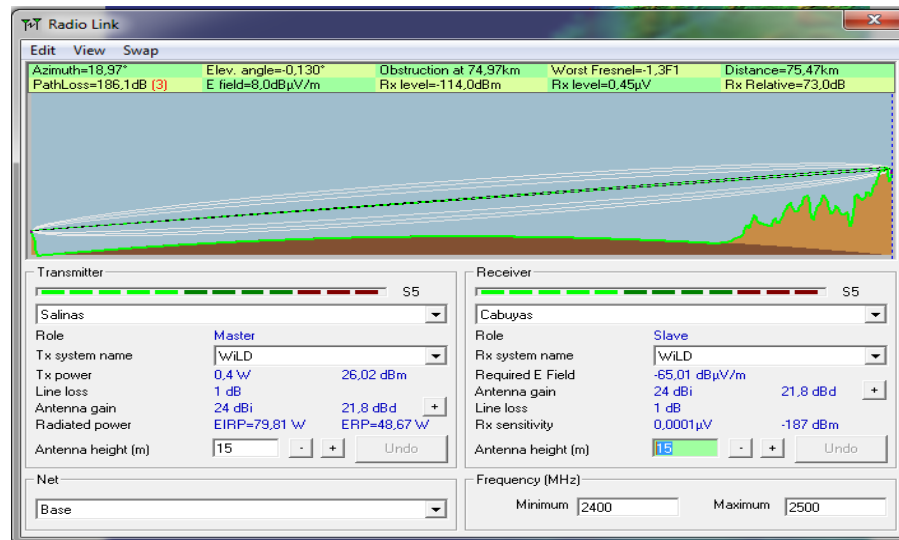 Radio Link
Edit View Swap
Azimuth=18,97° Elev. angle=-0,130° Obstruction at 74,97km Worst Fresnel=-1,3F1 Distance=75,47km
PathLoss=186,1dB (3) E field=8,0dBµV/m Rx level=-114,0dBm Rx level=0,45µV Rx Relative=73,0dB
Transmitter
S5
Salinas
Role Master
Tx system name WiLD
Tx power 0,4 W 26,02 dBm
Line loss 1 dB
Antenna gain 24 dBi 21,8 dBd +
Radiated power EIRP=79,81 W ERP=48,67 W
Antenna height (m) 15 - + Undo
Net
Base
Receiver
S5
Cabuyas
Role Slave
Rx system name WiLD
Required E Field -65,01 dBµV/m
Antenna gain 24 dBi 21,8 dBd +
Line loss 1 dB
Rx sensitivity 0,0001µV -187 dBm
Antenna height (m) 15 - + Undo
Frequency (MHz)
Minimum 2400 Maximum 2500